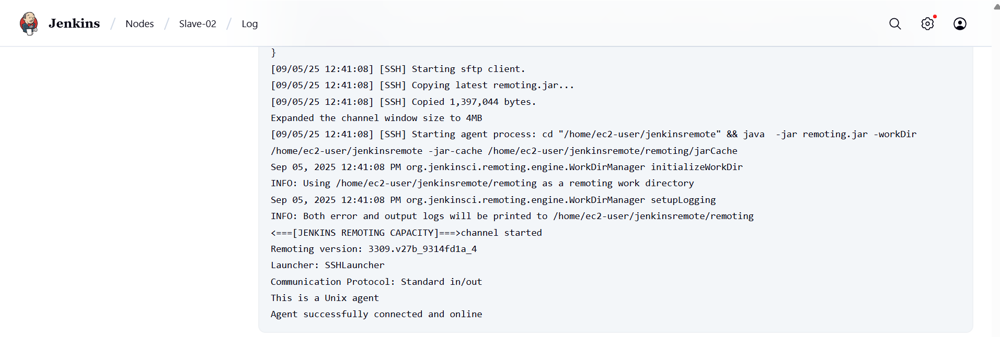 Jenkins / Nodes / Slave-02 / Log
}
[09/05/25 12:41:08] [SSH] Starting sftp client.
[09/05/25 12:41:08] [SSH] Copying latest remoting.jar...
[09/05/25 12:41:08] [SSH] Copied 1,397,044 bytes.
Expanded the channel window size to 4MB
[09/05/25 12:41:08] [SSH] Starting agent process: cd "/home/ec2-user/jenkinsremote" && java  -jar remoting.jar -workDir
/home/ec2-user/jenkinsremote -jar-cache /home/ec2-user/jenkinsremote/remoting/jarCache
Sep 05, 2025 12:41:08 PM org.jenkinsci.remoting.engine.WorkDirManager initializeWorkDir
INFO: Using /home/ec2-user/jenkinsremote/remoting as a remoting work directory
Sep 05, 2025 12:41:08 PM org.jenkinsci.remoting.engine.WorkDirManager setupLogging
INFO: Both error and output logs will be printed to /home/ec2-user/jenkinsremote/remoting
<===[JENKINS REMOTING CAPACITY]===>channel started
Remoting version: 3309.v27b_9314fd1a_4
Launcher: SSHLauncher
Communication Protocol: Standard in/out
This is a Unix agent
Agent successfully connected and online